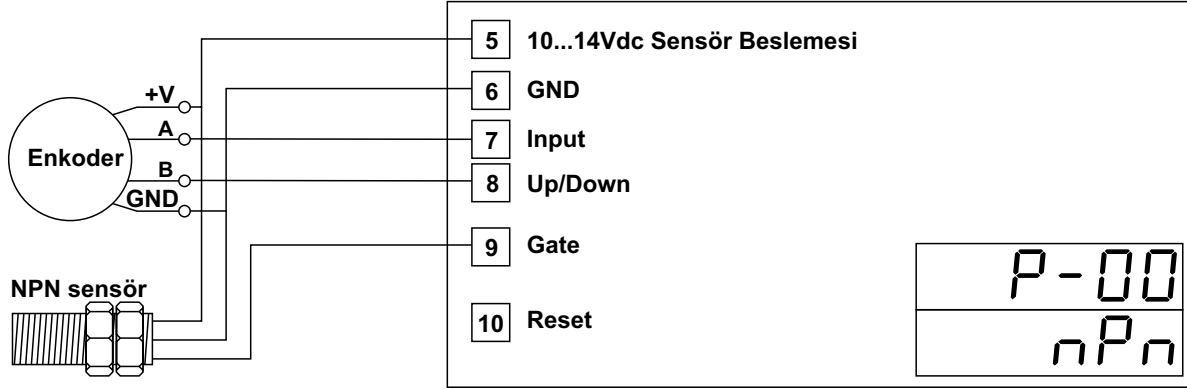 5 10...14Vdc Sensör Beslemesi
6 GND
+V
A
7 Input
Enkoder
B
8 Up/Down
GND
9 Gate
P-00
NPN sensör
10 Reset
nPn